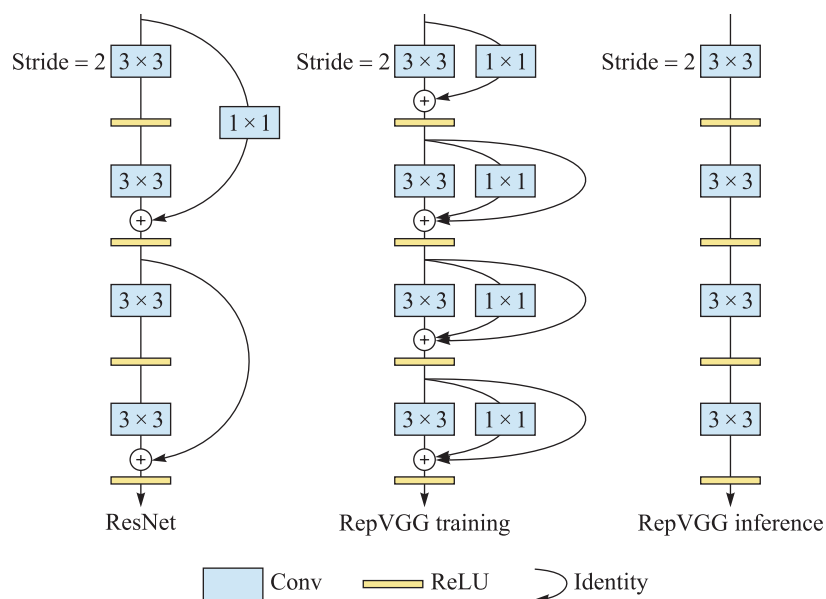 Stride = 2 3 × 3
1 × 1
3 × 3
3 × 3
3 × 3
ResNet
Stride = 2 3 × 3 1 × 1
3 × 3 1 × 1
3 × 3 1 × 1
3 × 3 1 × 1
RepVGG training
Stride = 2 3 × 3
3 × 3
3 × 3
3 × 3
RepVGG inference
Conv ReLU Identity